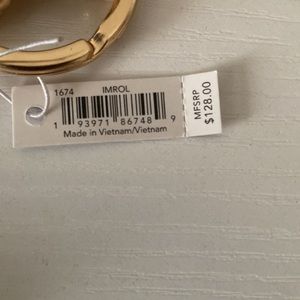 1674 IMROL
1 93971 86748 9
Made in Vietnam/Vietnam
MFSRP
$128.00